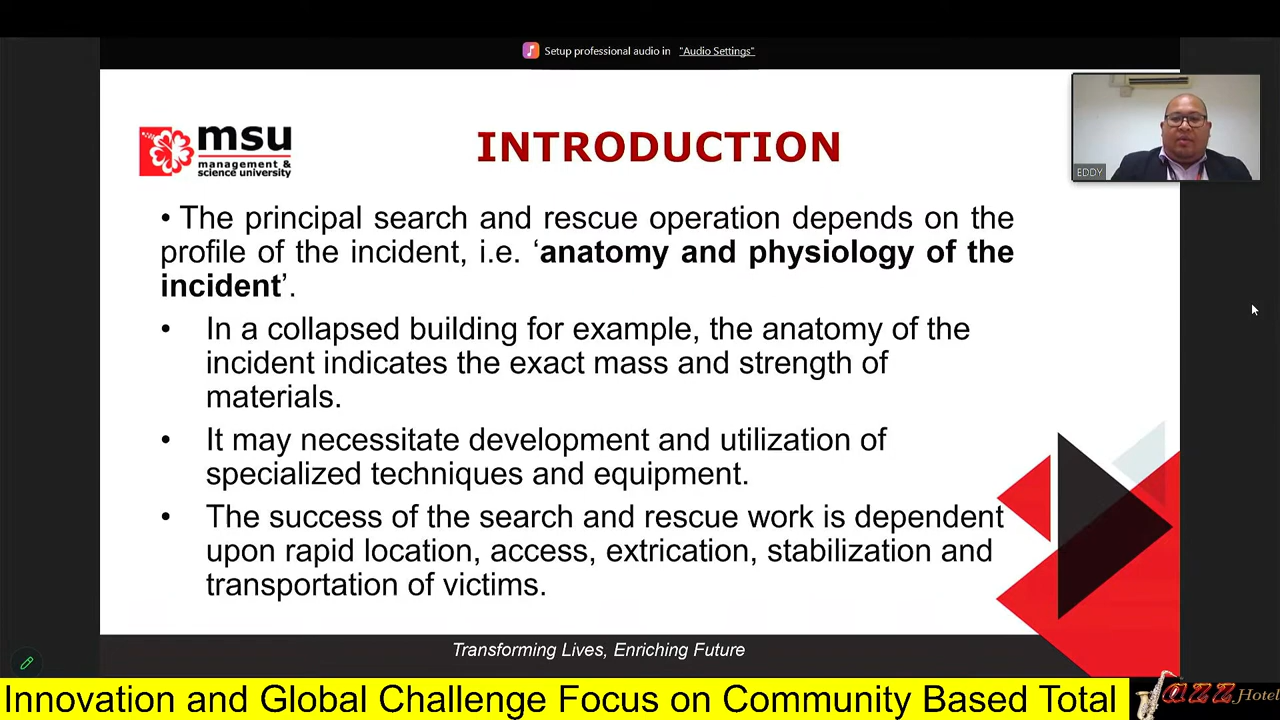 Setup professional audio in "Audio Settings"
msu
management &
science university
INTRODUCTION
EDDY
• The principal search and rescue operation depends on the
profile of the incident, i.e. ‘anatomy and physiology of the
incident’.
• In a collapsed building for example, the anatomy of the
incident indicates the exact mass and strength of
materials.
• It may necessitate development and utilization of
specialized techniques and equipment.
• The success of the search and rescue work is dependent
upon rapid location, access, extrication, stabilization and
transportation of victims.
Transforming Lives, Enriching Future
Innovation and Global Challenge Focus on Community Based Total
Jazz Hotel